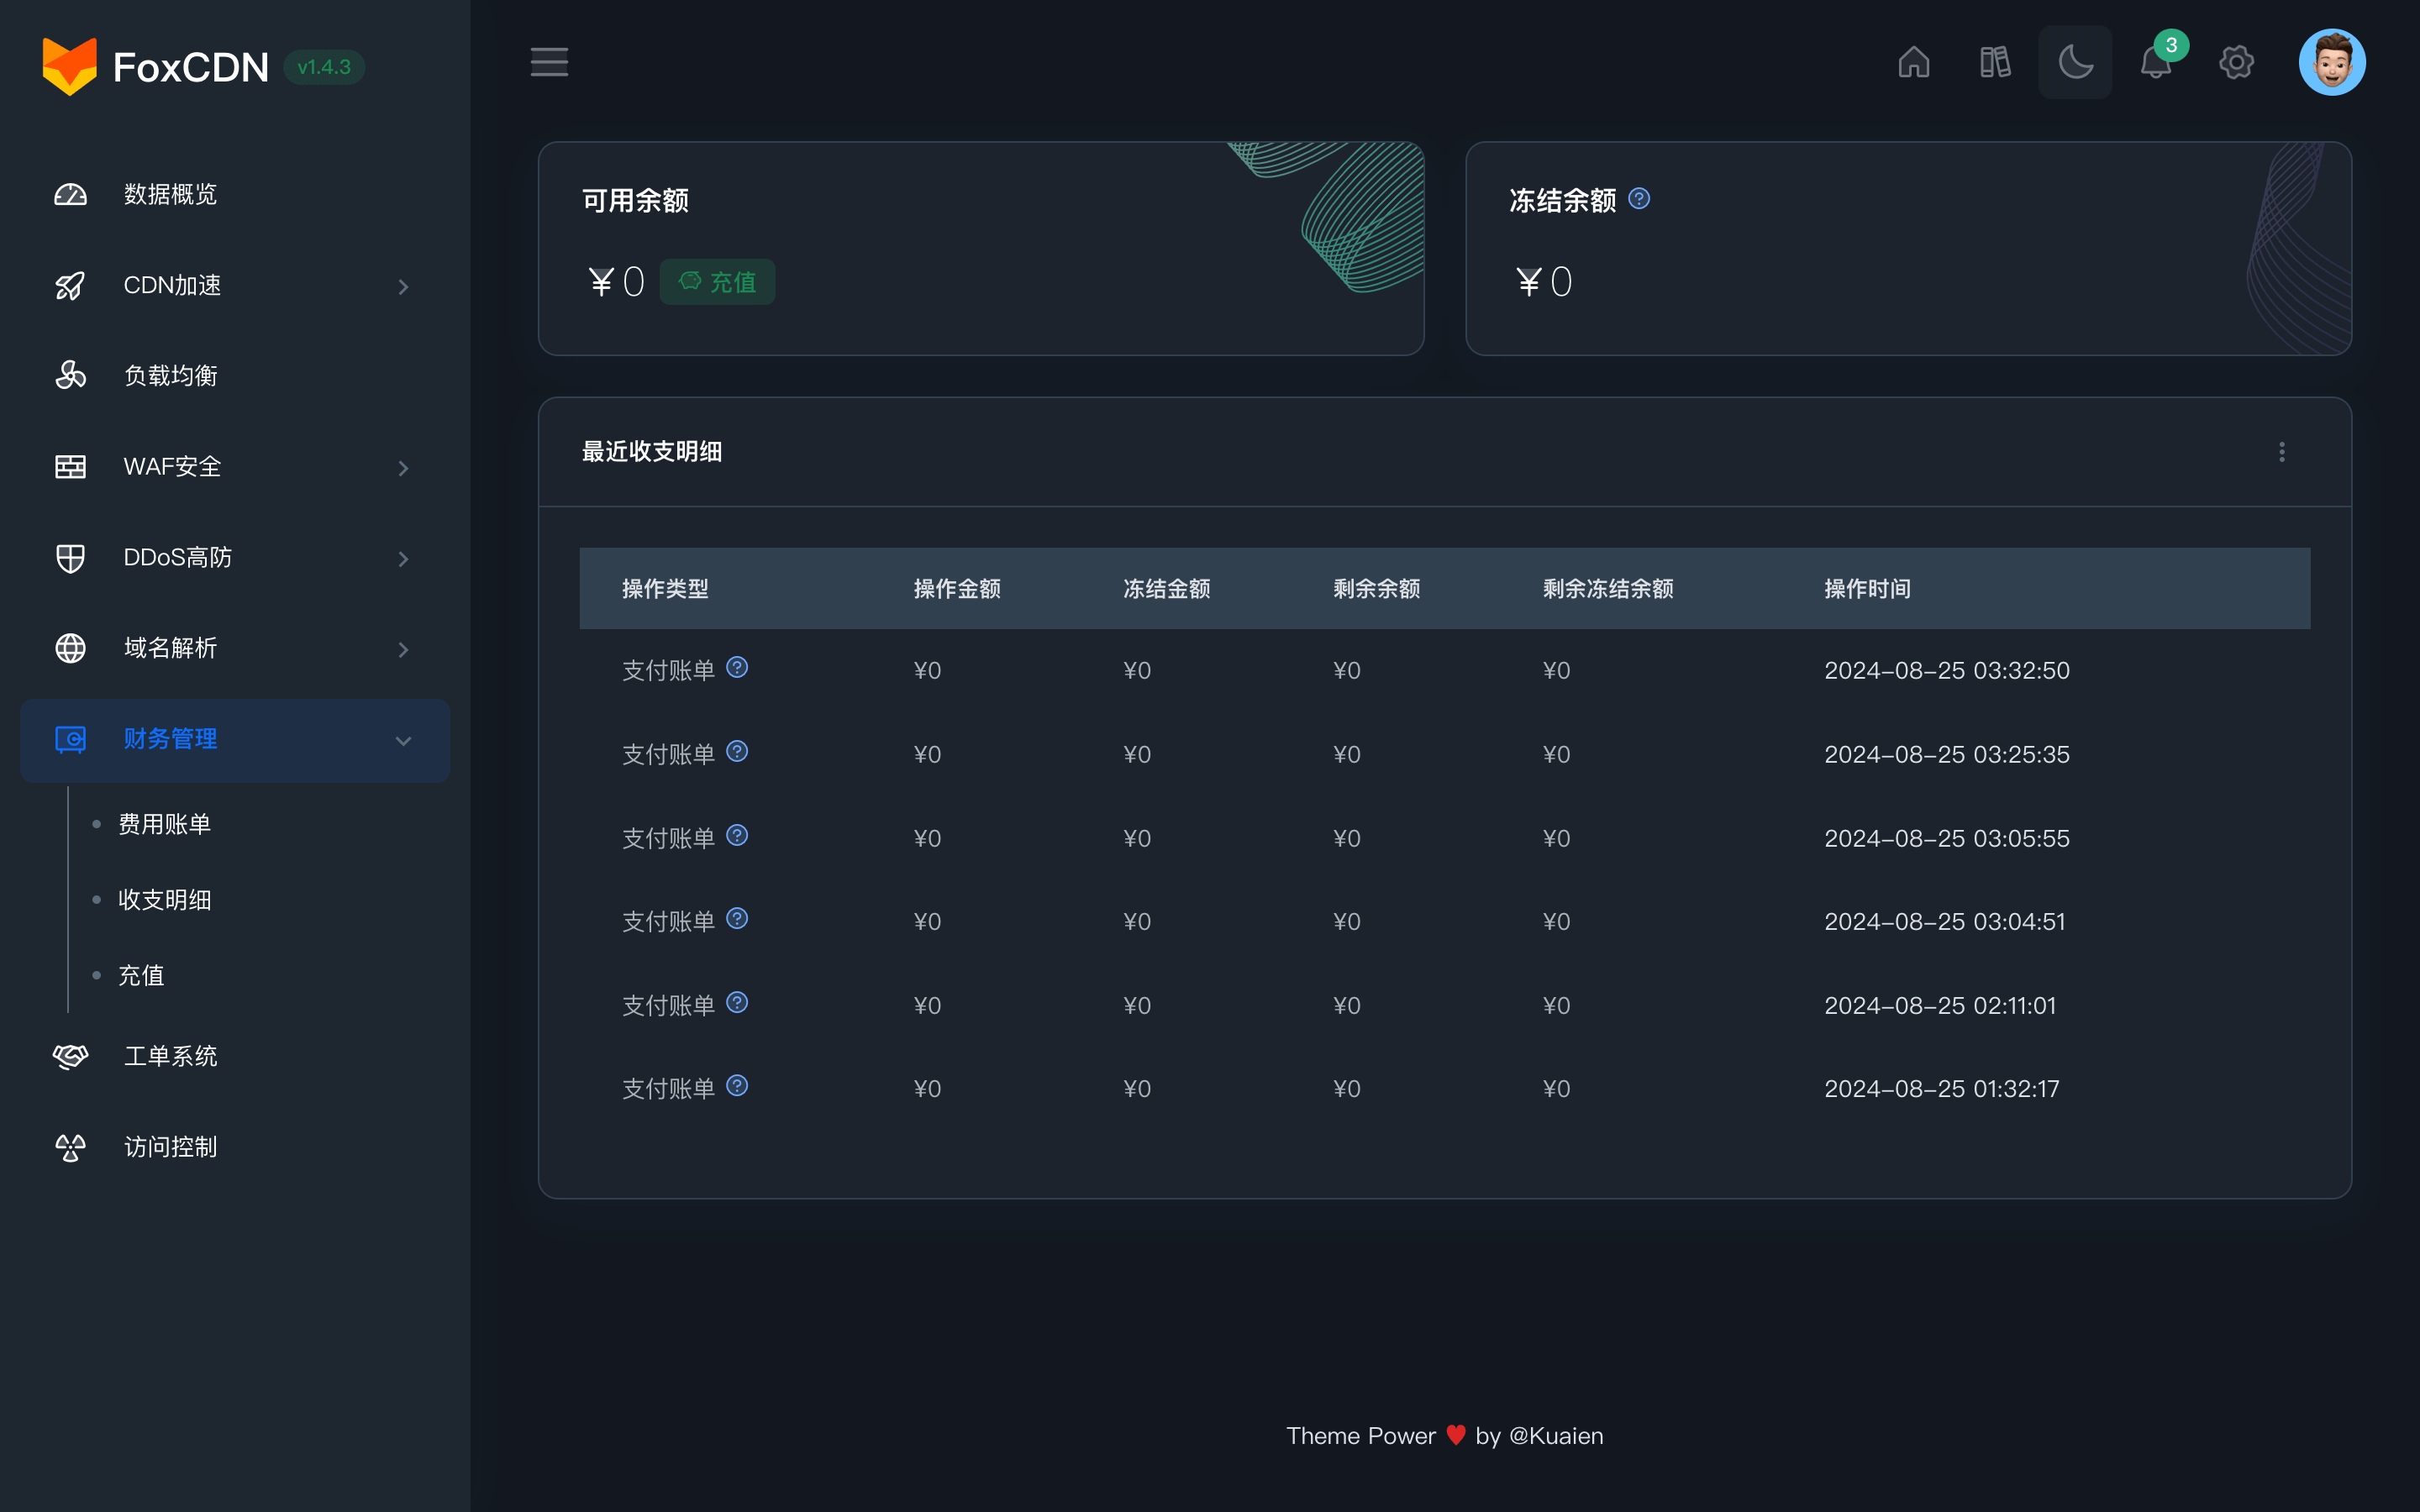 FoxCDN v1.4.3
3
数据概览
CDN加速
负载均衡
WAF安全
DDoS高防
域名解析
财务管理
费用账单
收支明细
充值
工单系统
访问控制
可用余额
¥0 充值
冻结余额
¥0
最近收支明细
操作类型 操作金额 冻结金额 剩余余额 剩余冻结余额 操作时间
支付账单 ¥0 ¥0 ¥0 ¥0 2024-08-25 03:32:50
支付账单 ¥0 ¥0 ¥0 ¥0 2024-08-25 03:25:35
支付账单 ¥0 ¥0 ¥0 ¥0 2024-08-25 03:05:55
支付账单 ¥0 ¥0 ¥0 ¥0 2024-08-25 03:04:51
支付账单 ¥0 ¥0 ¥0 ¥0 2024-08-25 02:11:01
支付账单 ¥0 ¥0 ¥0 ¥0 2024-08-25 01:32:17
Theme Power ♥ by @Kuaien